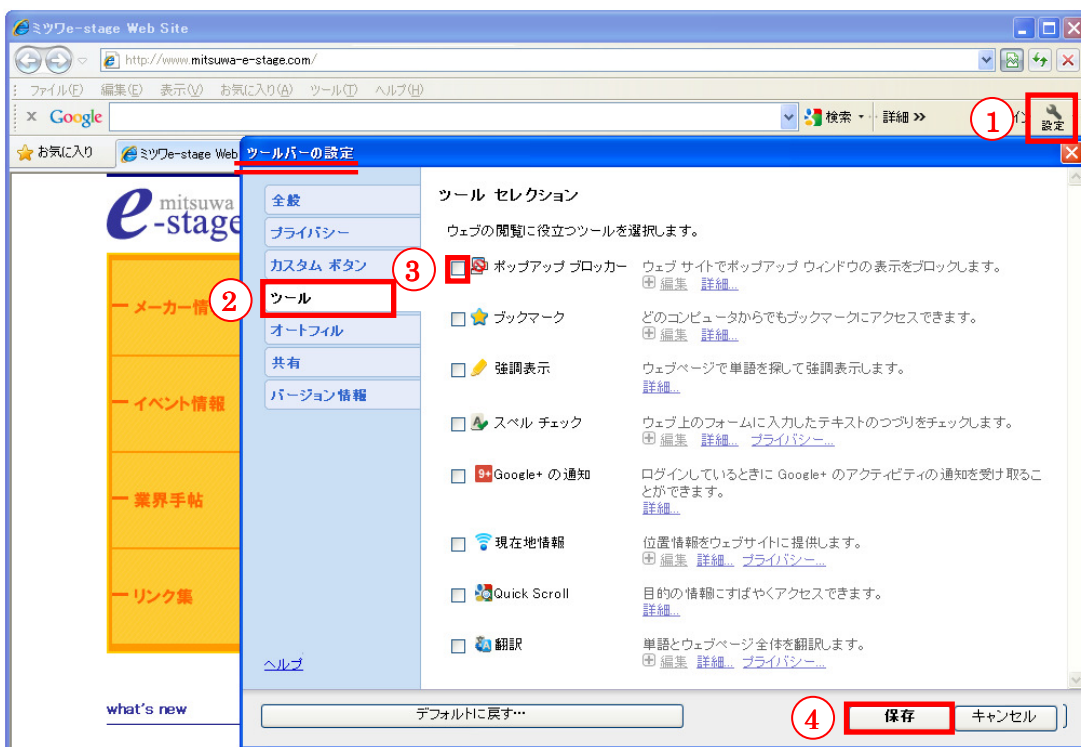 ミツワe-stage Web Site
http://www.mitsuwa-e-stage.com/
ファイル(F) 編集(E) 表示(V) お気に入り(A) ツール(T) ヘルプ(H)
x Google 検索 詳細 >> ① イン 設定
お気に入り ミツワe-stage Web ツールバーの設定
mitsuwa
e-stage
メーカー情
イベント情報
業界手帖
リンク集
what's new
全般
プライバシー
カスタム ボタン
② ツール
オートフィル
共有
バージョン情報
ヘルプ
ツール セレクション
ウェブの閲覧に役立つツールを選択します。
③ ポップアップ ブロッカー ウェブ サイトでポップアップ ウィンドウの表示をブロックします。
編集 詳細...
ブックマーク どのコンピュータからでもブックマークにアクセスできます。
編集 詳細...
強調表示 ウェブページで単語を探して強調表示します。
詳細...
スペル チェック ウェブ上のフォームに入力したテキストのつづりをチェックします。
編集 詳細... プライバシー...
Google+ の通知 ログインしているときに Google+ のアクティビティの通知を受け取るこ
とができます。
詳細...
現在地情報 位置情報をウェブサイトに提供します。
編集 詳細... プライバシー...
Quick Scroll 目的の情報にすばやくアクセスできます。
詳細...
翻訳 単語とウェブページ全体を翻訳します。
編集 詳細... プライバシー...
デフォルトに戻す… ④ 保存 キャンセル